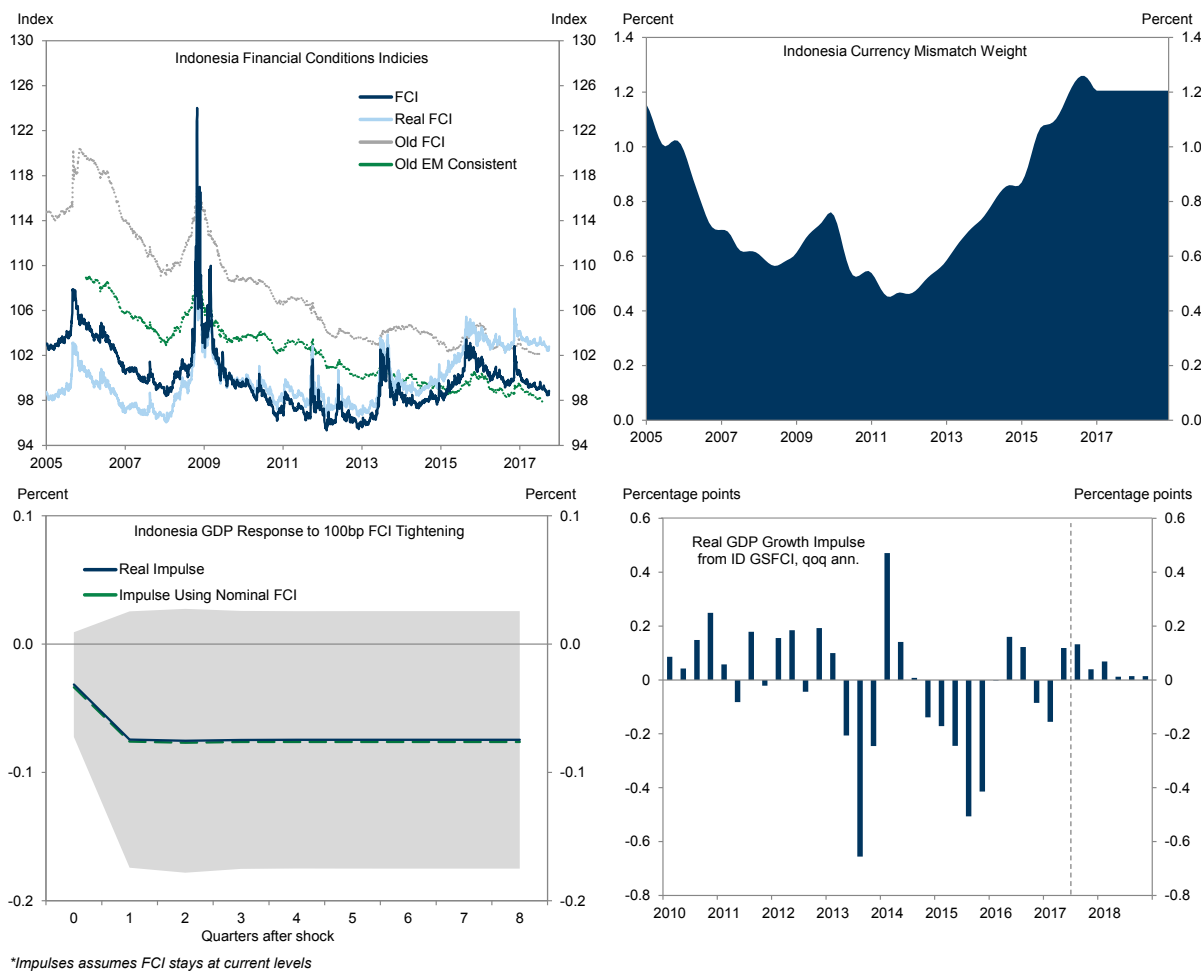 Index
Index
130
126
122
118
114
110
106
102
98
94
Indonesia Financial Conditions Indicies
FCI
Real FCI
Old FCI
Old EM Consistent
130
126
122
118
114
110
106
102
98
94
2005 2007 2009 2011 2013 2015 2017
Percent
Percent
1.4
1.2
1.0
0.8
0.6
0.4
0.2
0.0
Indonesia Currency Mismatch Weight
1.4
1.2
1.0
0.8
0.6
0.4
0.2
0.0
2005 2007 2009 2011 2013 2015 2017
Percent
Percent
0.1
0.0
-0.1
-0.2
Indonesia GDP Response to 100bp FCI Tightening
Real Impulse
Impulse Using Nominal FCI
0.1
0.0
-0.1
-0.2
0 1 2 3 4 5 6 7 8
Quarters after shock
Percentage points
Percentage points
0.6
0.4
0.2
0
-0.2
-0.4
-0.6
-0.8
Real GDP Growth Impulse
from ID GSFCI, qoq ann.
0.6
0.4
0.2
0
-0.2
-0.4
-0.6
-0.8
2010 2011 2012 2013 2014 2015 2016 2017 2018
*Impulses assumes FCI stays at current levels